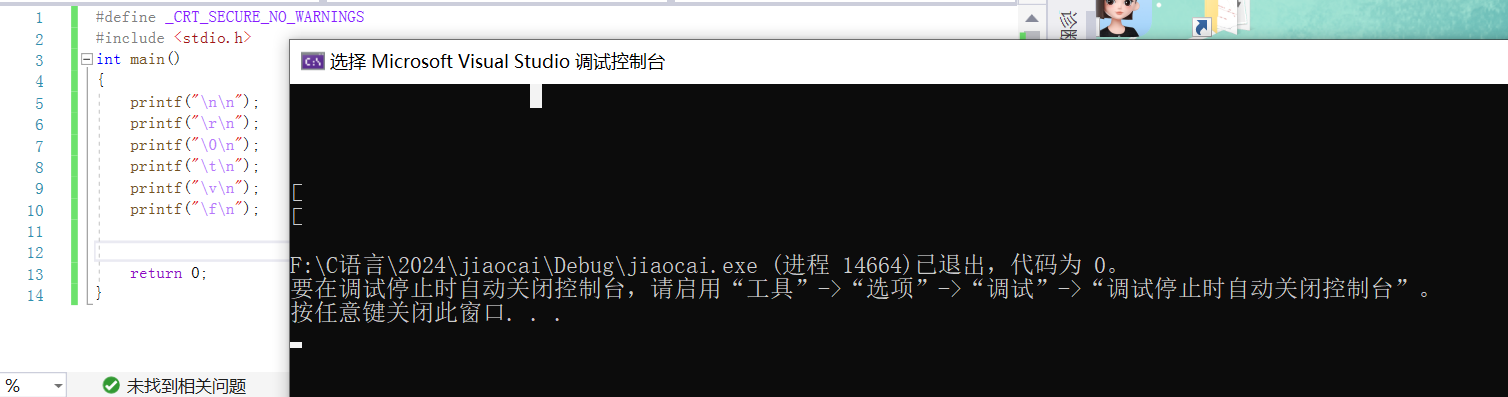 1 #define _CRT_SECURE_NO_WARNINGS
2 #include <stdio.h>
3 int main()
4 {
5 printf("\n\n");
6 printf("\r\n");
7 printf("\0\n");
8 printf("\t\n");
9 printf("\v\n");
10 printf("\f\n");
11
12
13 return 0;
14 }
% 未找到相关问题
C:\ 选择 Microsoft Visual Studio 调试控制台
[
[
F:\C语言\2024\jiaocai\Debug\jiaocai.exe (进程 14664)已退出，代码为 0。
要在调试停止时自动关闭控制台，请启用“工具”->“选项”->“调试”->“调试停止时自动关闭控制台”。
按任意键关闭此窗口. . .